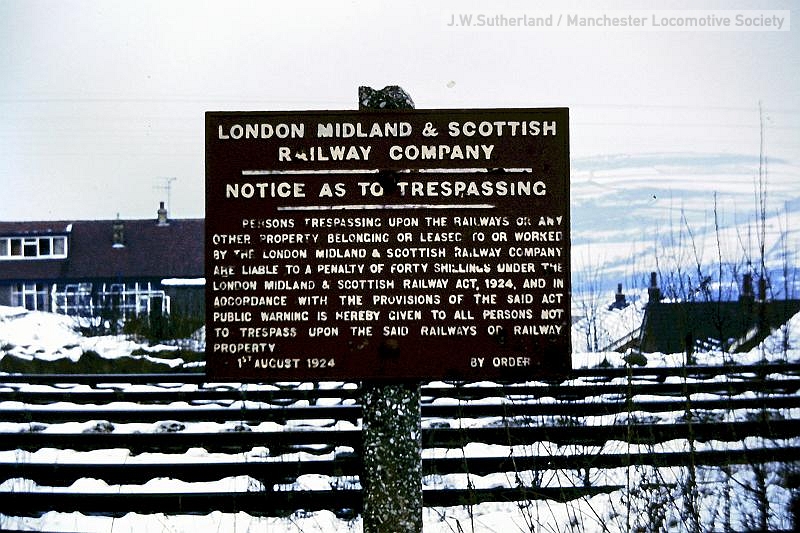 J.W.Sutherland / Manchester Locomotive Society
LONDON MIDLAND & SCOTTISH
RAILWAY COMPANY
NOTICE AS TO TRESPASSING
PERSONS TRESPASSING UPON THE RAILWAYS OR ANY
OTHER PROPERTY BELONGING OR LEASED TO OR WORKED
BY THE LONDON MIDLAND & SCOTTISH RAILWAY COMPANY
ARE LIABLE TO A PENALTY OF FORTY SHILLINGS UNDER THE
LONDON MIDLAND & SCOTTISH RAILWAY ACT, 1924, AND IN
ACCORDANCE WITH THE PROVISIONS OF THE SAID ACT
PUBLIC WARNING IS HEREBY GIVEN TO ALL PERSONS NOT
TO TRESPASS UPON THE SAID RAILWAYS OR RAILWAY
PROPERTY
1ST AUGUST 1924 BY ORDER